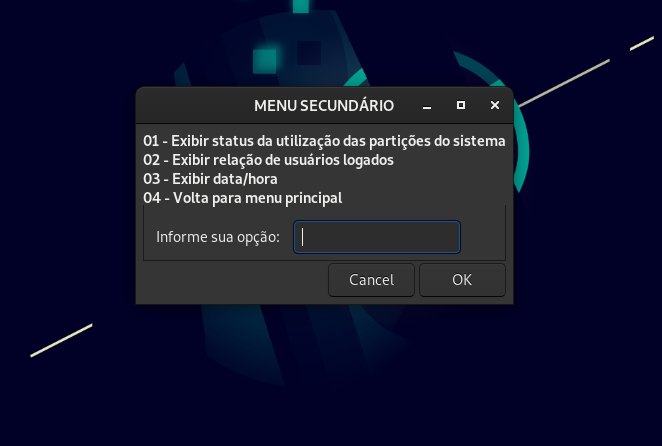 MENU SECUNDÁRIO
01 - Exibir status da utilização das partições do sistema
02 - Exibir relação de usuários logados
03 - Exibir data/hora
04 - Volta para menu principal
Informe sua opção:
Cancel OK